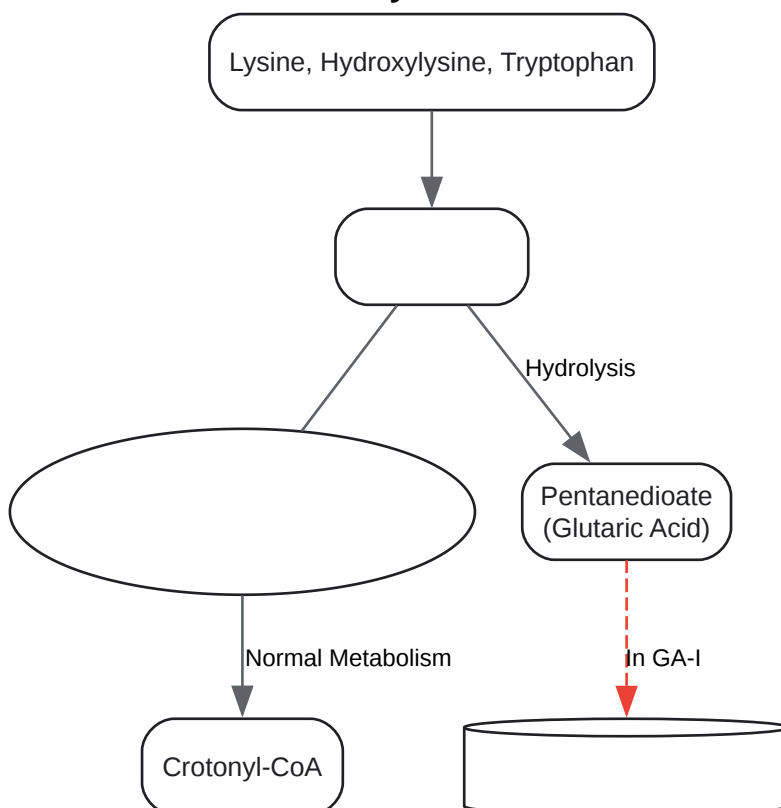 Lysine, Hydroxylysine, Tryptophan
Hydrolysis
Pentanedioate
(Glutaric Acid)
Normal Metabolism
In GA-I
Crotonyl-CoA